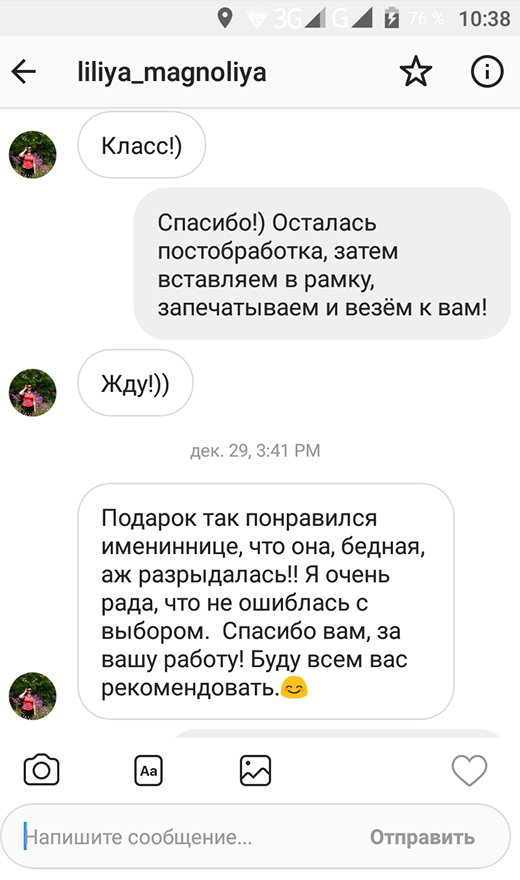 3G G 76 % 10:38
liliya_magnoliya
Класс!)
Спасибо!) Осталась
постобработка, затем
вставляем в рамку,
запечатываем и везём к вам!
Жду!))
дек. 29, 3:41 PM
Подарок так понравился
имениннице, что она, бедная,
аж разрыдалась!! Я очень
рада, что не ошиблась с
выбором.  Спасибо вам, за
вашу работу! Буду всем вас
рекомендовать.😊
Aa
Напишите сообщение... Отправить